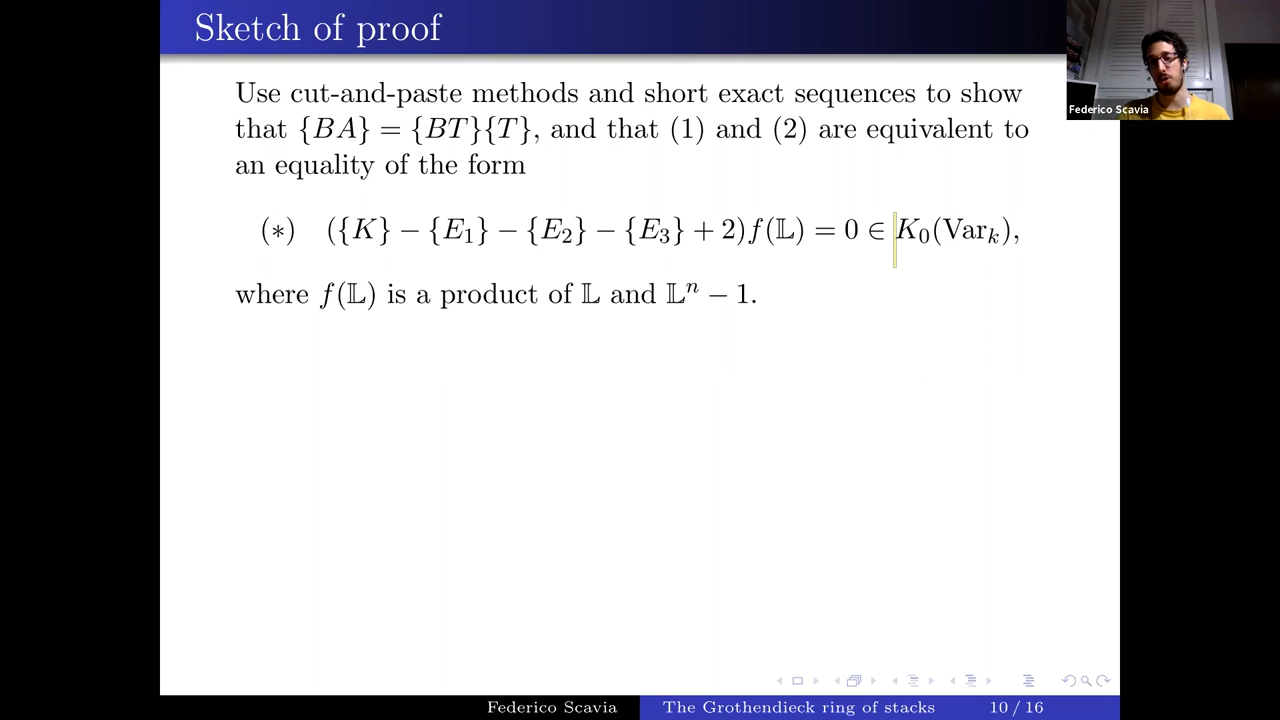 Sketch of proof
Federico Scavia
Use cut-and-paste methods and short exact sequences to show
that {BA} = {BT}{T}, and that (1) and (2) are equivalent to
an equality of the form
(∗) ({K} − {E₁} − {E₂} − {E₃} + 2)f(𝕃) = 0 ∈ K₀(Varₖ),
where f(𝕃) is a product of 𝕃 and 𝕃ⁿ − 1.
Federico Scavia The Grothendieck ring of stacks 10 / 16